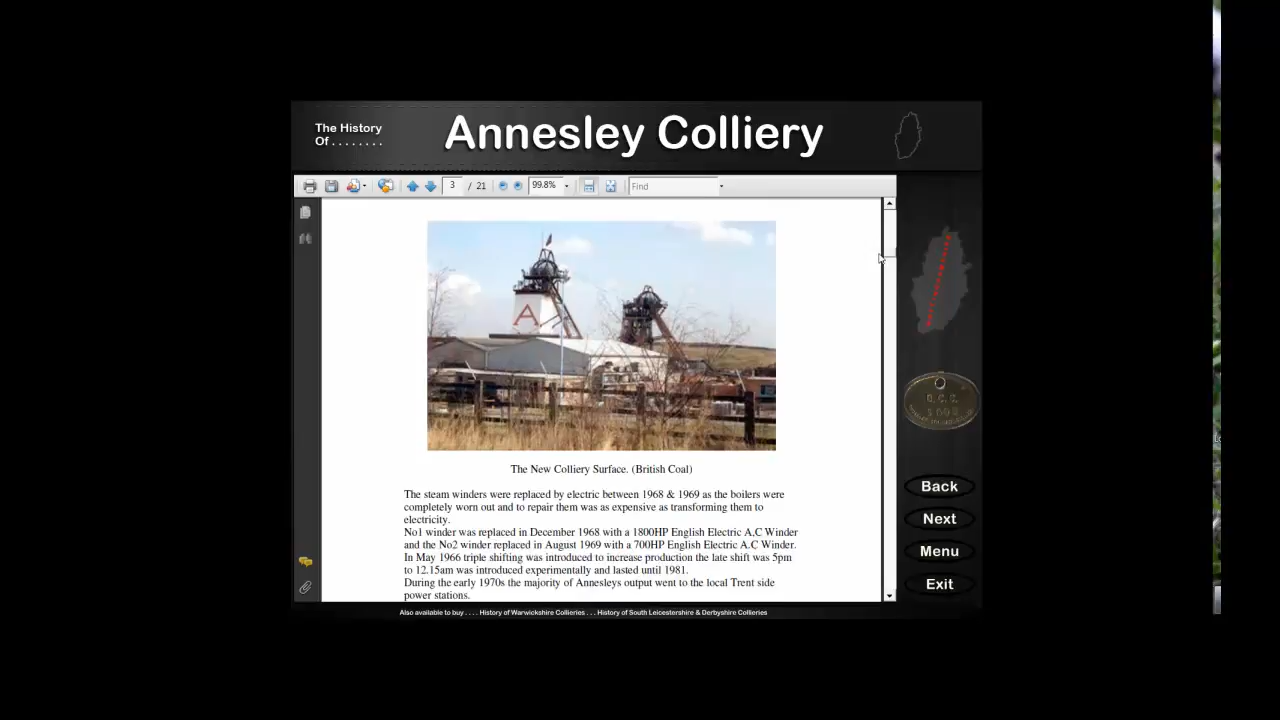 The History
Of . . . . . . . .
Annesley Colliery
3 / 21
99.8%
Find
A
The New Colliery Surface. (British Coal)
The steam winders were replaced by electric between 1968 & 1969 as the boilers were
completely worn out and to repair them was as expensive as transforming them to
electricity.
No1 winder was replaced in December 1968 with a 1800HP English Electric A,C Winder
and the No2 winder replaced in August 1969 with a 700HP English Electric A.C Winder.
In May 1966 triple shifting was introduced to increase production the late shift was 5pm
to 12.15am was introduced experimentally and lasted until 1981.
During the early 1970s the majority of Annesleys output went to the local Trent side
power stations.
Back
Next
Menu
Exit
Also available to buy . . . . History of Warwickshire Collieries . . . History of South Leicestershire & Derbyshire Collieries